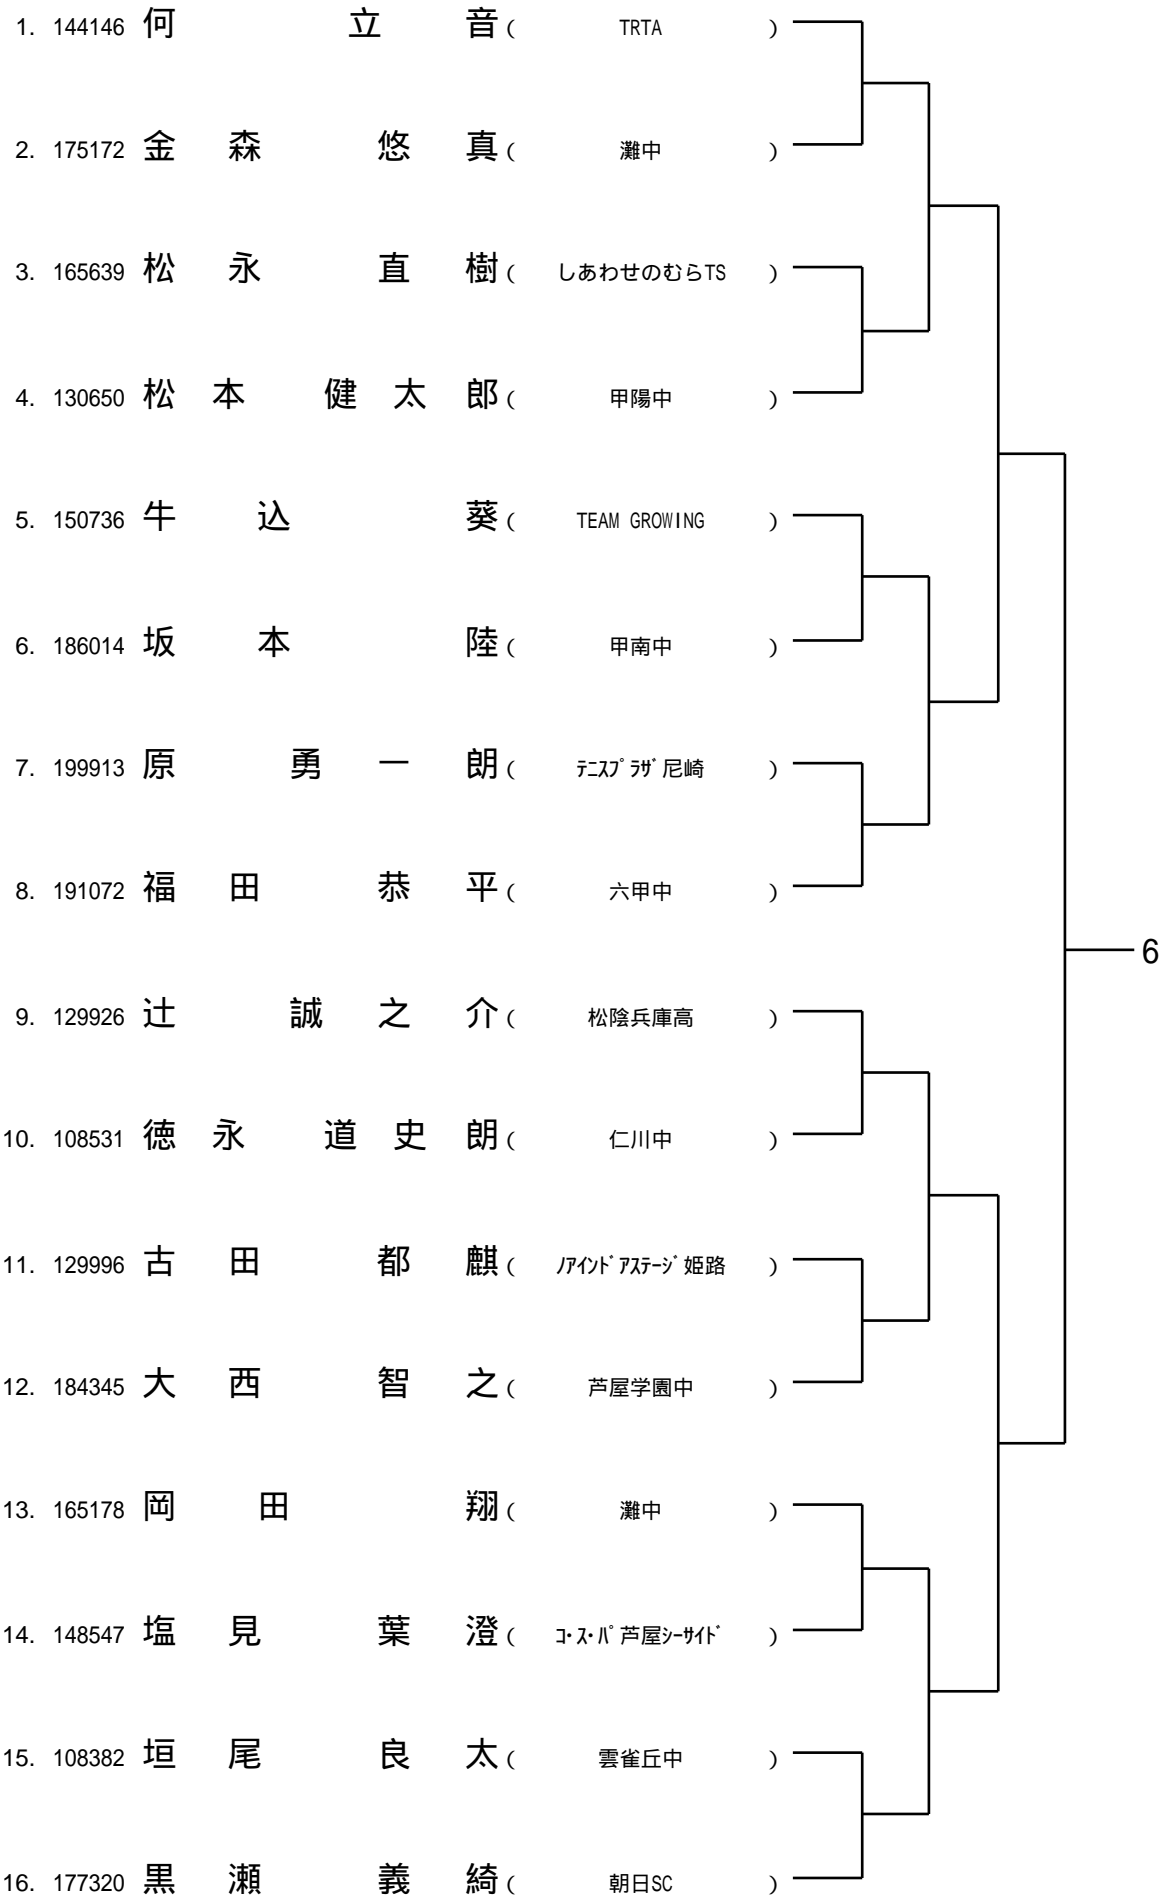 1. 144146 何 立 音 ( TRTA )
2. 175172 金 森 悠 真 ( 灘中 )
3. 165639 松 永 直 樹 ( しあわせのむらTS )
4. 130650 松 本 健 太 郎 ( 甲陽中 )
5. 150736 牛 込 葵 ( TEAM GROWING )
6. 186014 坂 本 陸 ( 甲南中 )
7. 199913 原 勇 一 朗 ( ﾃﾆｽﾌﾟﾗｻﾞ尼崎 )
8. 191072 福 田 恭 平 ( 六甲中 )
6
9. 129926 辻 誠 之 介 ( 松陰兵庫高 )
10. 108531 徳 永 道 史 朗 ( 仁川中 )
11. 129996 古 田 都 麒 ( ﾉｱｲﾝﾄﾞｱｽﾃｰｼﾞ姫路 )
12. 184345 大 西 智 之 ( 芦屋学園中 )
13. 165178 岡 田 翔 ( 灘中 )
14. 148547 塩 見 葉 澄 ( ｺ･ｽ･ﾊﾟ芦屋ｼｰｻｲﾄﾞ )
15. 108382 垣 尾 良 太 ( 雲雀丘中 )
16. 177320 黒 瀬 義 綺 ( 朝日SC )